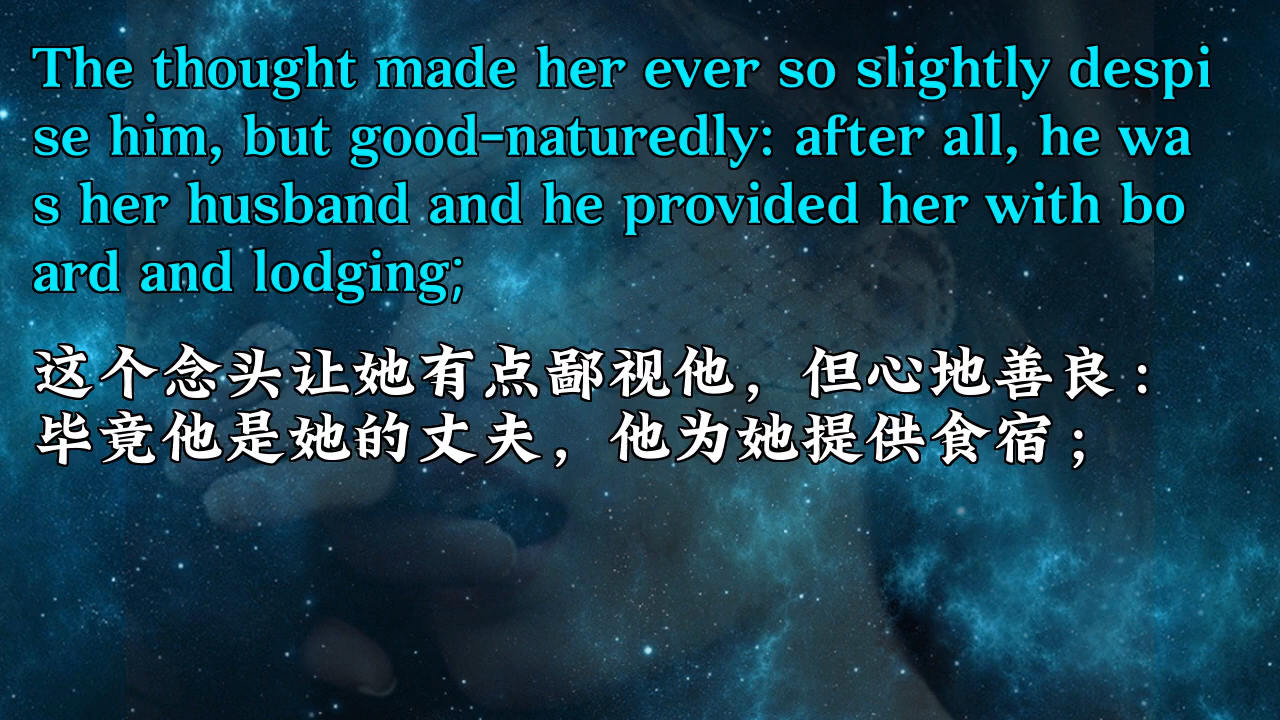 The thought made her ever so slightly despi
se him, but good-naturedly: after all, he wa
s her husband and he provided her with bo
ard and lodging;
这个念头让她有点鄙视他，但心地善良：
毕竟他是她的丈夫，他为她提供食宿；